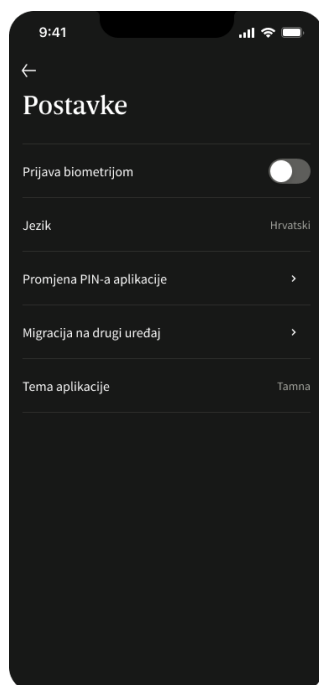 9:41
Postavke
Prijava biometrijom
Jezik Hrvatski
Promjena PIN-a aplikacije
Migracija na drugi uređaj
Tema aplikacije Tamna